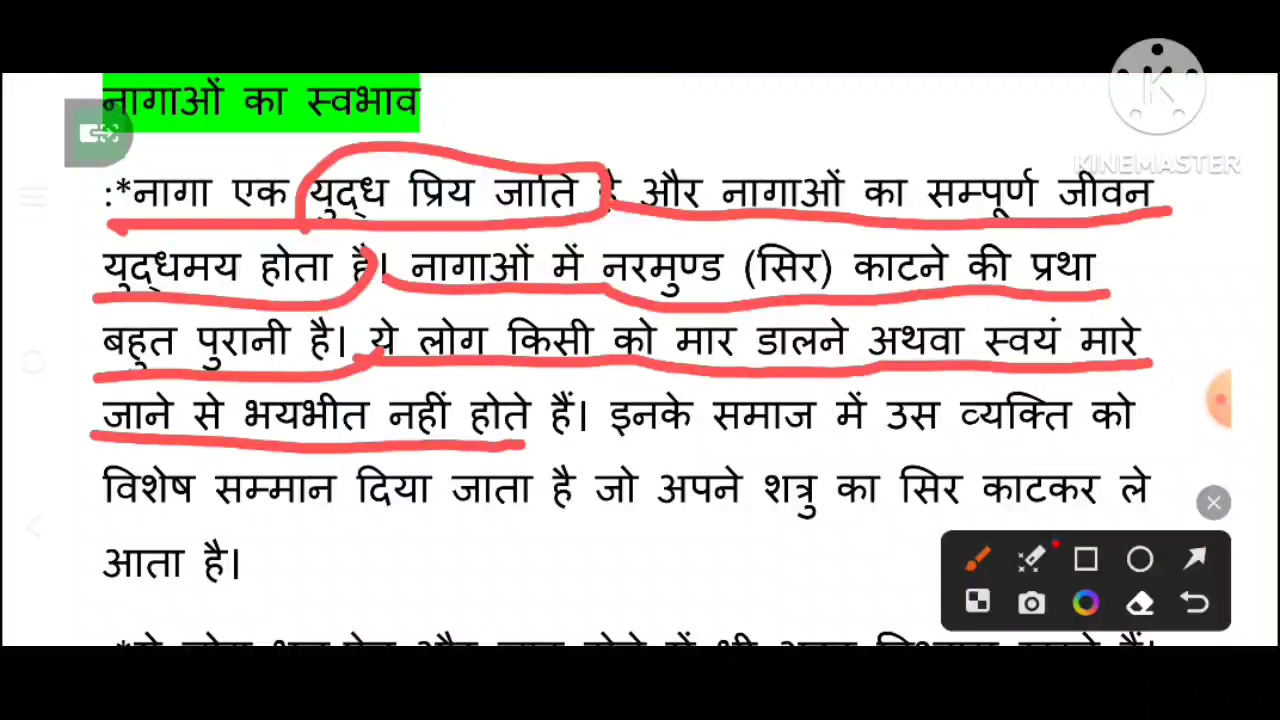 नागाओं का स्वभाव
KINEMASTER
:*नागा एक युद्ध प्रिय जाति है और नागाओं का सम्पूर्ण जीवन
युद्धमय होता है। नागाओं में नरमुण्ड (सिर) काटने की प्रथा
बहुत पुरानी है। ये लोग किसी को मार डालने अथवा स्वयं मारे
जाने से भयभीत नहीं होते हैं। इनके समाज में उस व्यक्ति को
विशेष सम्मान दिया जाता है जो अपने शत्रु का सिर काटकर ले
आता है।